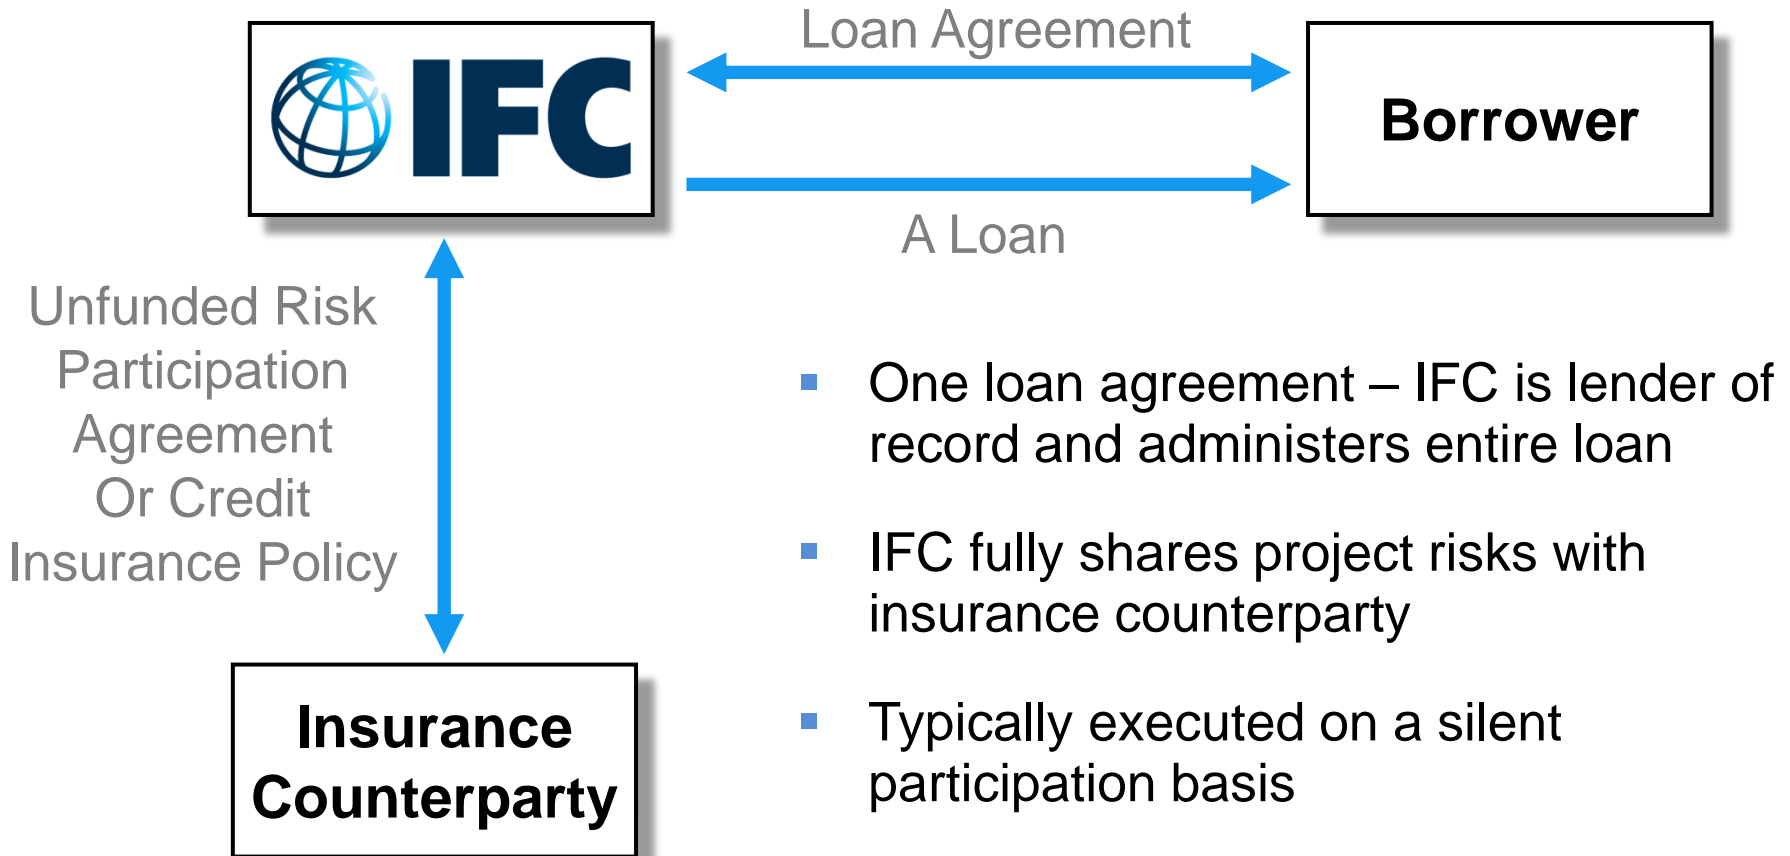 Loan Agreement
IFC
Borrower
A Loan
Unfunded Risk
Participation
Agreement
Or Credit
Insurance Policy
▪ One loan agreement – IFC is lender of
record and administers entire loan
▪ IFC fully shares project risks with
insurance counterparty
▪ Typically executed on a silent
participation basis
Insurance
Counterparty